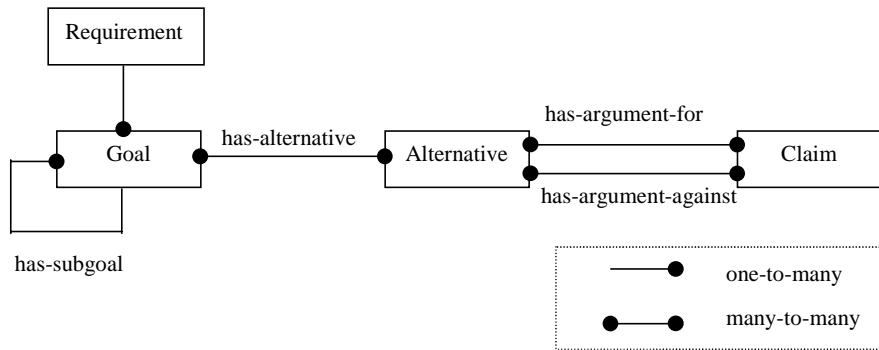 Requirement
has-argument-for
has-alternative
Goal
Alternative
Claim
has-argument-against
has-subgoal
one-to-many
many-to-many